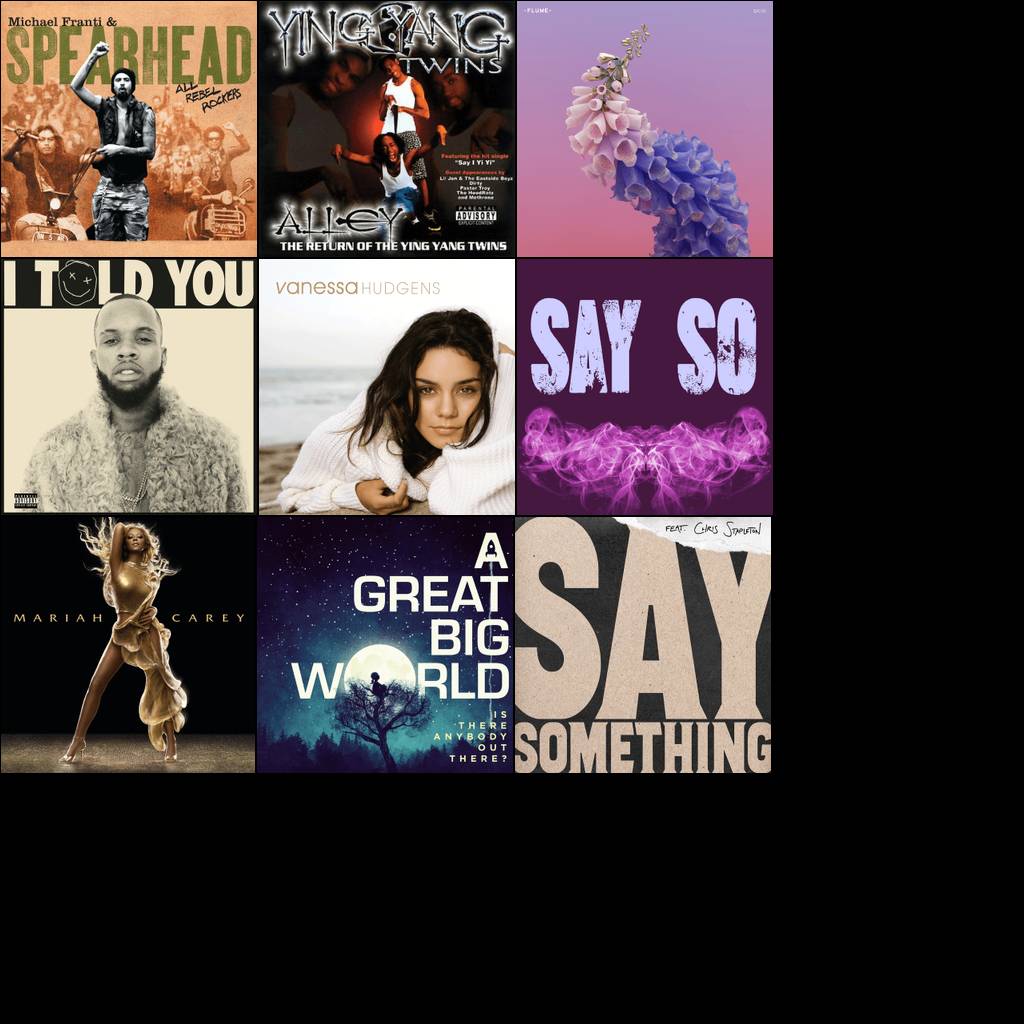 Michael Franti &
SPEARHEAD
ALL
REBEL
ROCKERS
YING YANG
TWINS
Featuring the hit single
"Say I Yi Yi"
Guest Appearances by
Lil Jon & The Eastside Boyz
Dirty
Pastor Troy
The HoodRatz
and Methrone
PARENTAL
ADVISORY
EXPLICIT CONTENT
ALLEY
THE RETURN OF THE YING YANG TWINS
FLUME
SKIN
I TOLD YOU
PARENTAL
ADVISORY
EXPLICIT CONTENT
vanessa HUDGENS
SAY SO
MARIAH CAREY
A
GREAT
BIG
WORLD
IS
THERE
ANYBODY
OUT
THERE?
FEAT. CHRIS STAPLETON
SAY
SOMETHING